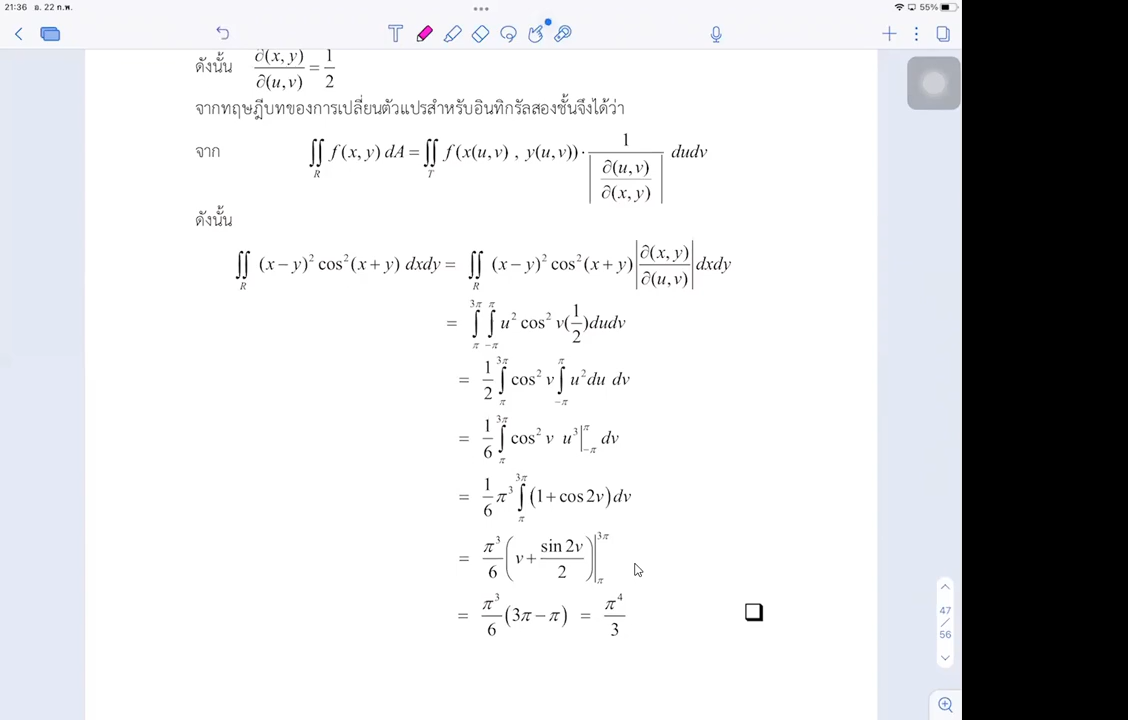 21:36 อ. 22 ก.พ.
55%
ดังนั้น ∂(x, y)/∂(u, v) = 1/2
จากทฤษฎีบทของการเปลี่ยนตัวแปรสำหรับอินทิกรัลสองชั้นจึงได้ว่า
จาก ∬_R f(x, y) dA = ∬_T f(x(u, v) , y(u, v)) · 1/|∂(u, v)/∂(x, y)| dudv
ดังนั้น
∬_R (x − y)² cos²(x + y) dxdy = ∬_R (x − y)² cos²(x + y) |∂(x, y)/∂(u, v)| dxdy
= ∫_π^{3π} ∫_{−π}^{π} u² cos² v(1/2)dudv
= 1/2 ∫_π^{3π} cos² v ∫_{−π}^{π} u² du dv
= 1/6 ∫_π^{3π} cos² v u³|_{−π}^{π} dv
= 1/6 π³ ∫_π^{3π} (1 + cos 2v) dv
= π³/6 (v + sin 2v/2)|_π^{3π}
= π³/6 (3π − π) = π⁴/3 ❑
47
/
56